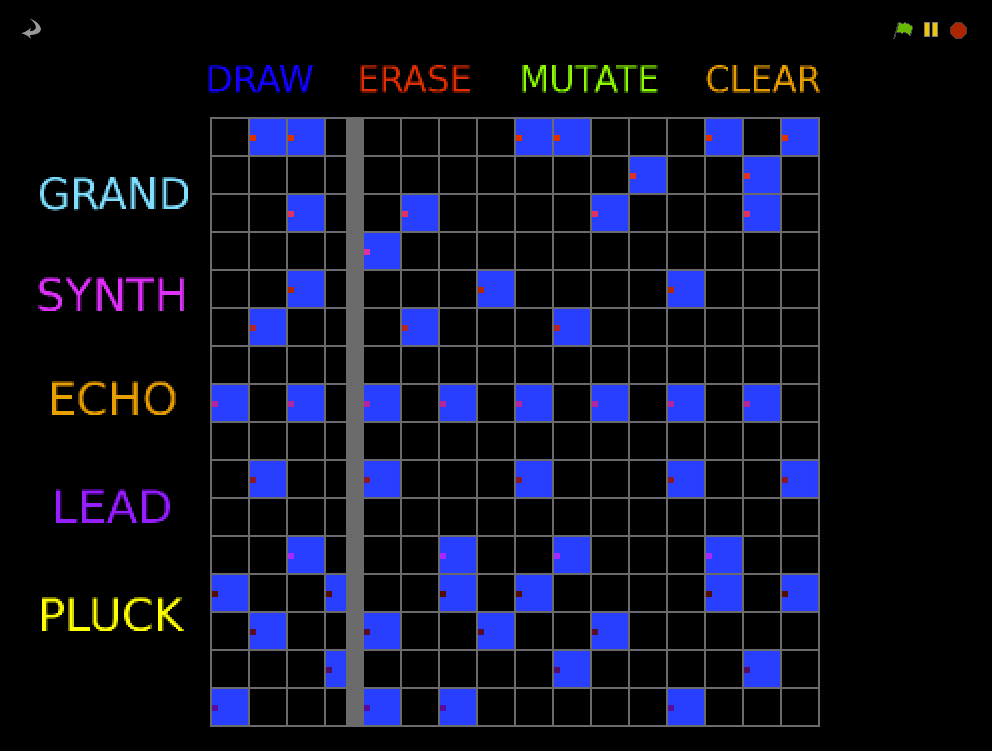 DRAW ERASE MUTATE CLEAR
GRAND
SYNTH
ECHO
LEAD
PLUCK